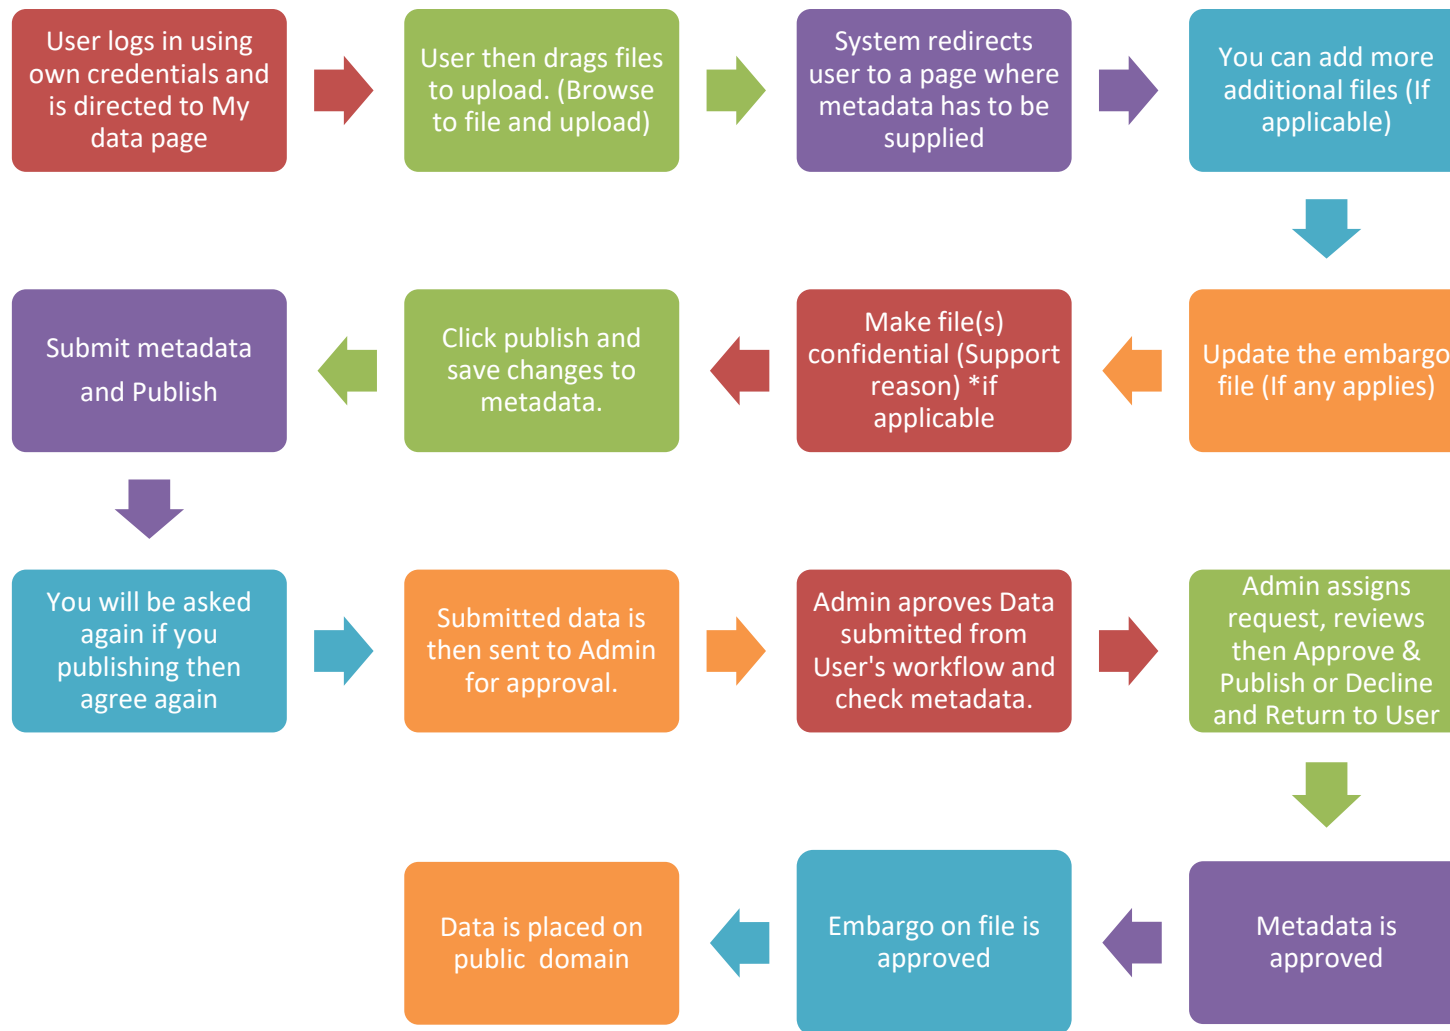 User logs in using
own credentials and
is directed to My
data page
User then drags files
to upload. (Browse
to file and upload)
System redirects
user to a page where
metadata has to be
supplied
You can add more
additional files (If
applicable)
Update the embargo
file (If any applies)
Make file(s)
confidential (Support
reason) *if
applicable
Click publish and
save changes to
metadata.
Submit metadata
and Publish
You will be asked
again if you
publishing then
agree again
Submitted data is
then sent to Admin
for approval.
Admin aproves Data
submitted from
User's workflow and
check metadata.
Admin assigns
request, reviews
then Approve &
Publish or Decline
and Return to User
Metadata is
approved
Embargo on file is
approved
Data is placed on
public domain